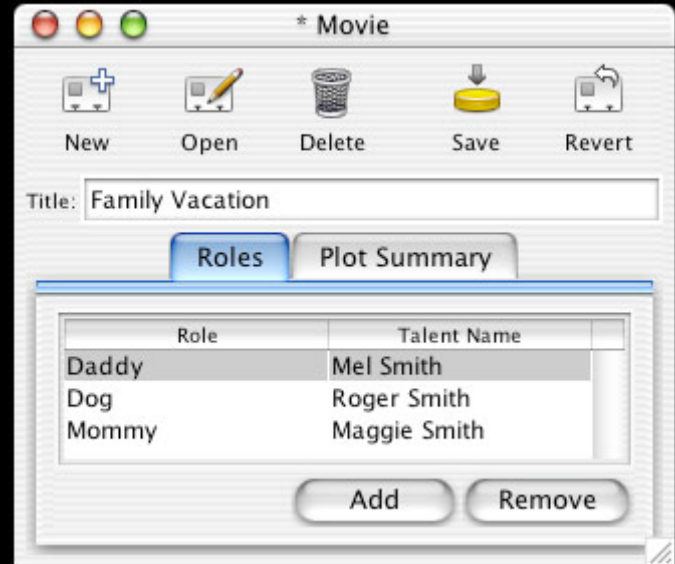 * Movie
New Open Delete Save Revert
Title: Family Vacation
Roles Plot Summary
Role Talent Name
Daddy Mel Smith
Dog Roger Smith
Mommy Maggie Smith
Add Remove